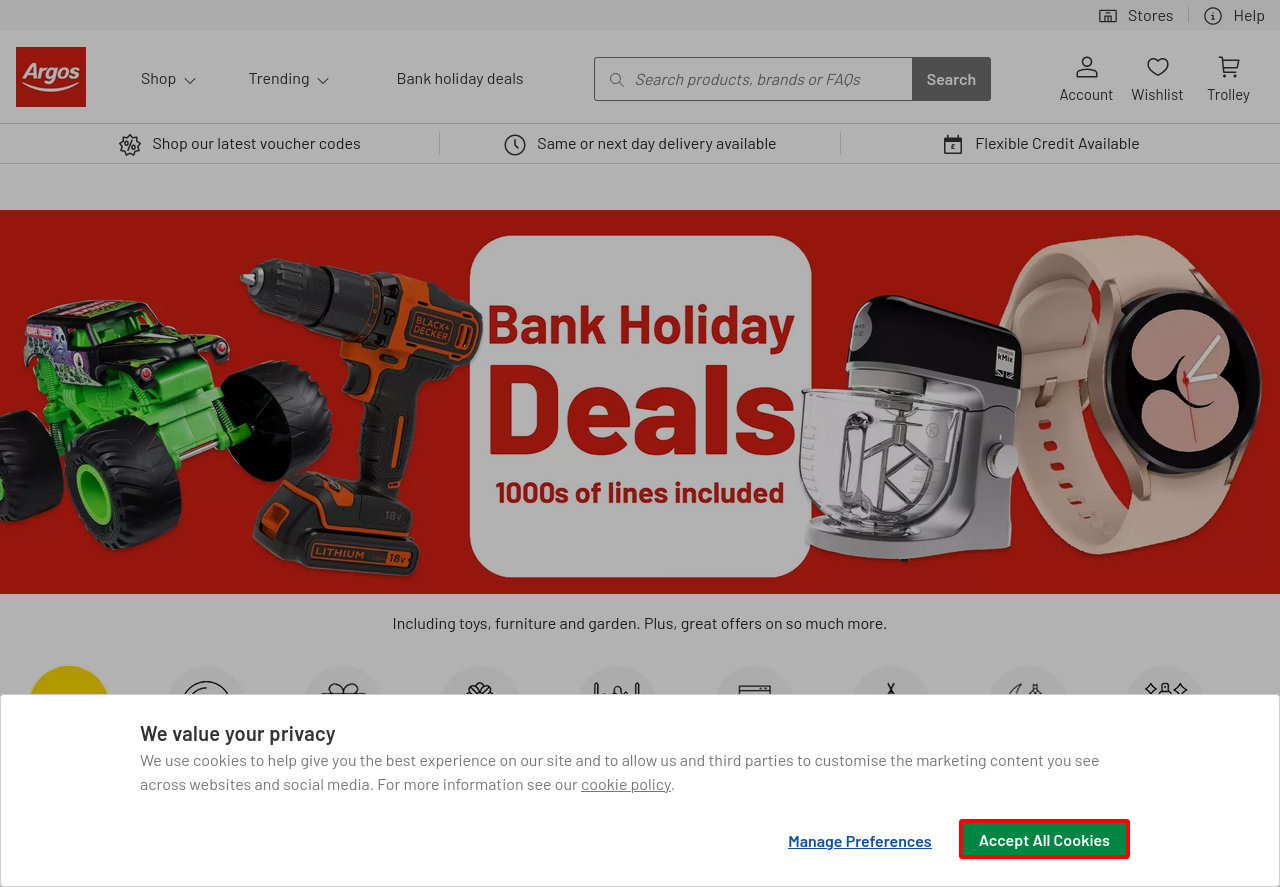 Stores
Help
Argos
Shop
Trending
Bank holiday deals
Search products, brands or FAQs
Search
Account
Wishlist
Trolley
Shop our latest voucher codes
Same or next day delivery available
Flexible Credit Available
BLACK+
DECKER
18v
LITHIUM
18v
Bank Holiday
Deals
1000s of lines included
kMix
K
Including toys, furniture and garden. Plus, great offers on so much more.
We value your privacy
We use cookies to help give you the best experience on our site and to allow us and third parties to customise the marketing content you see
across websites and social media. For more information see our cookie policy.
Manage Preferences
Accept All Cookies